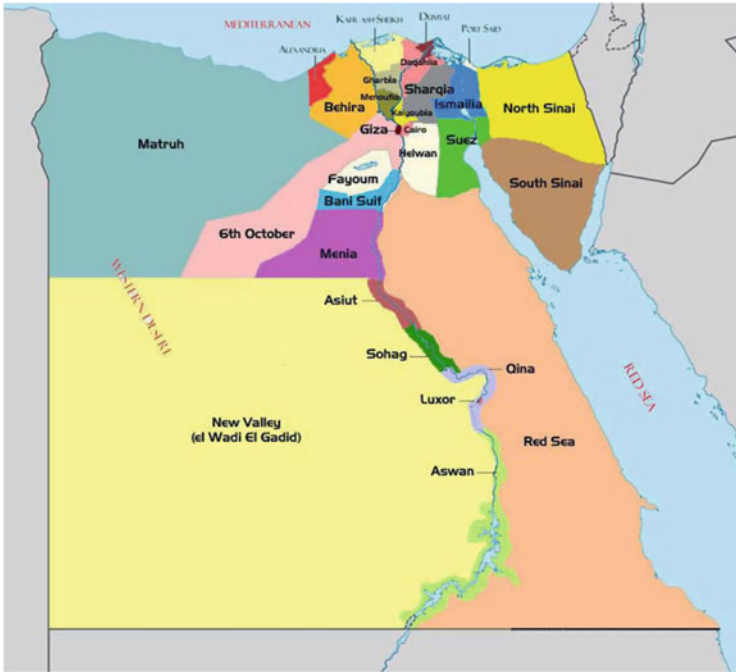 MEDITERRANEAN
KAFR ASH SHEIKH
DUMYAT
PORT SAID
ALEXANDRIA
Daqahlia
Gharbia
Behira
Menoufia
Sharqia
Ismailia
Kalyoubia
North Sinai
Giza
Cairo
Matruh
Helwan
Suez
Fayoum
South Sinai
Bani Suif
6th October
Menia
WESTERN DESERT
Asiut
Sohag
Qina
RED SEA
Luxor
New Valley
(el Wadi El Gadid)
Red Sea
Aswan